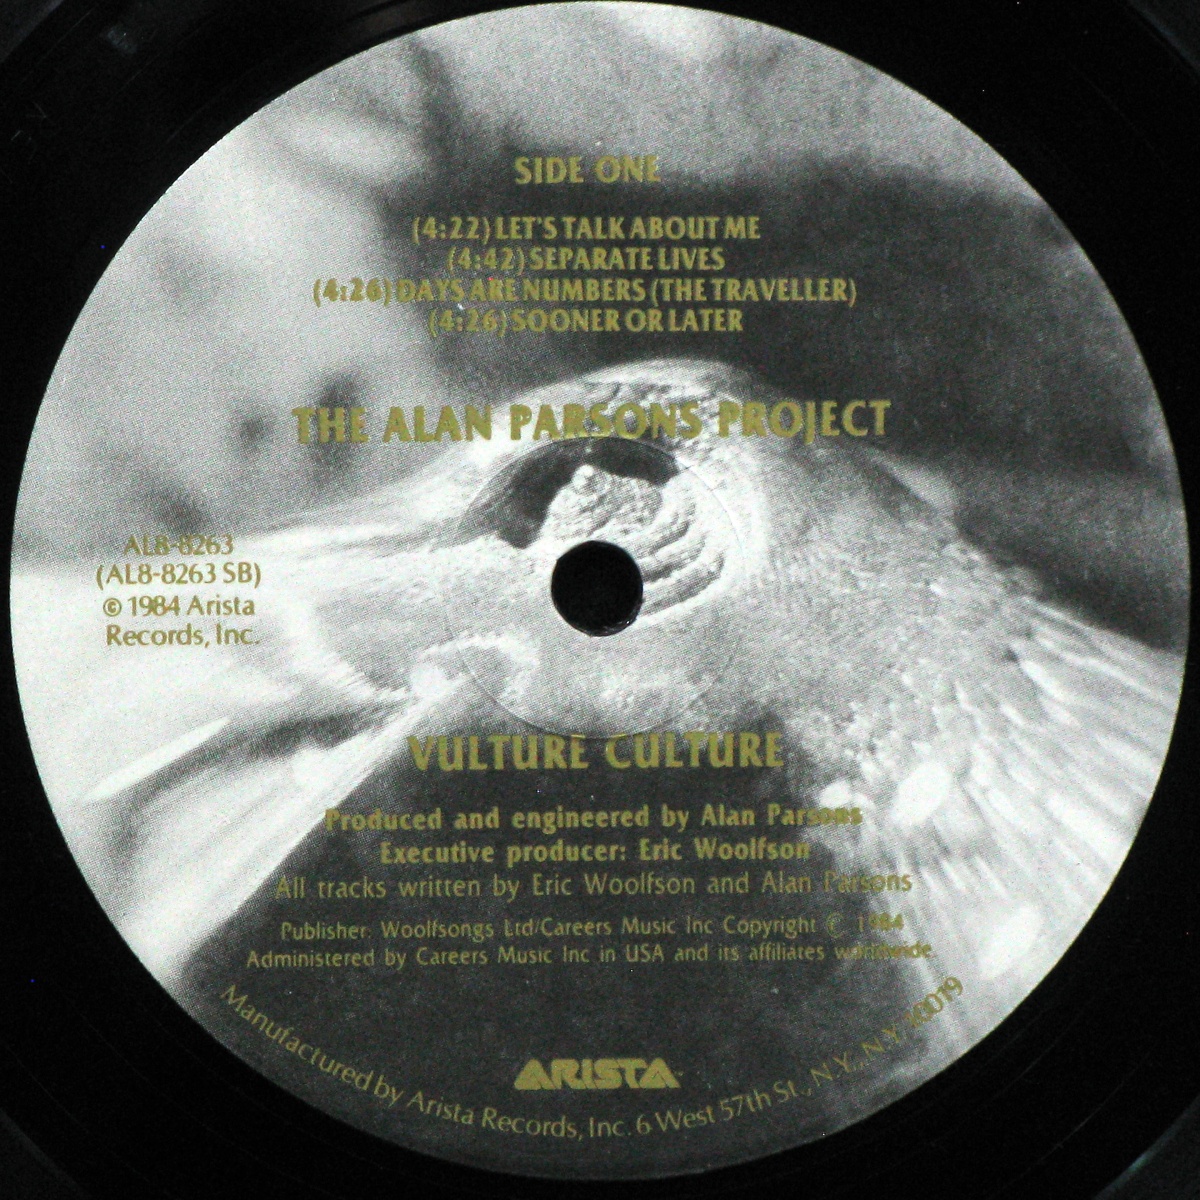 SIDE ONE
(4:22) LET'S TALK ABOUT ME
(4:42) SEPARATE LIVES
(4:26) DAYS ARE NUMBERS (THE TRAVELLER)
(4:26) SOONER OR LATER
THE ALAN PARSONS PROJECT
AL8-8263
(AL8-8263 SB)
© 1984 Arista
Records, Inc.
VULTURE CULTURE
Produced and engineered by Alan Parsons
Executive producer: Eric Woolfson
All tracks written by Eric Woolfson and Alan Parsons
Publisher: Woolfsongs Ltd/Careers Music Inc Copyright © 1984
Administered by Careers Music Inc in USA and its affiliates worldwide.
ARISTA
Manufactured by Arista Records, Inc. 6 West 57th St., N.Y., N.Y. 10019